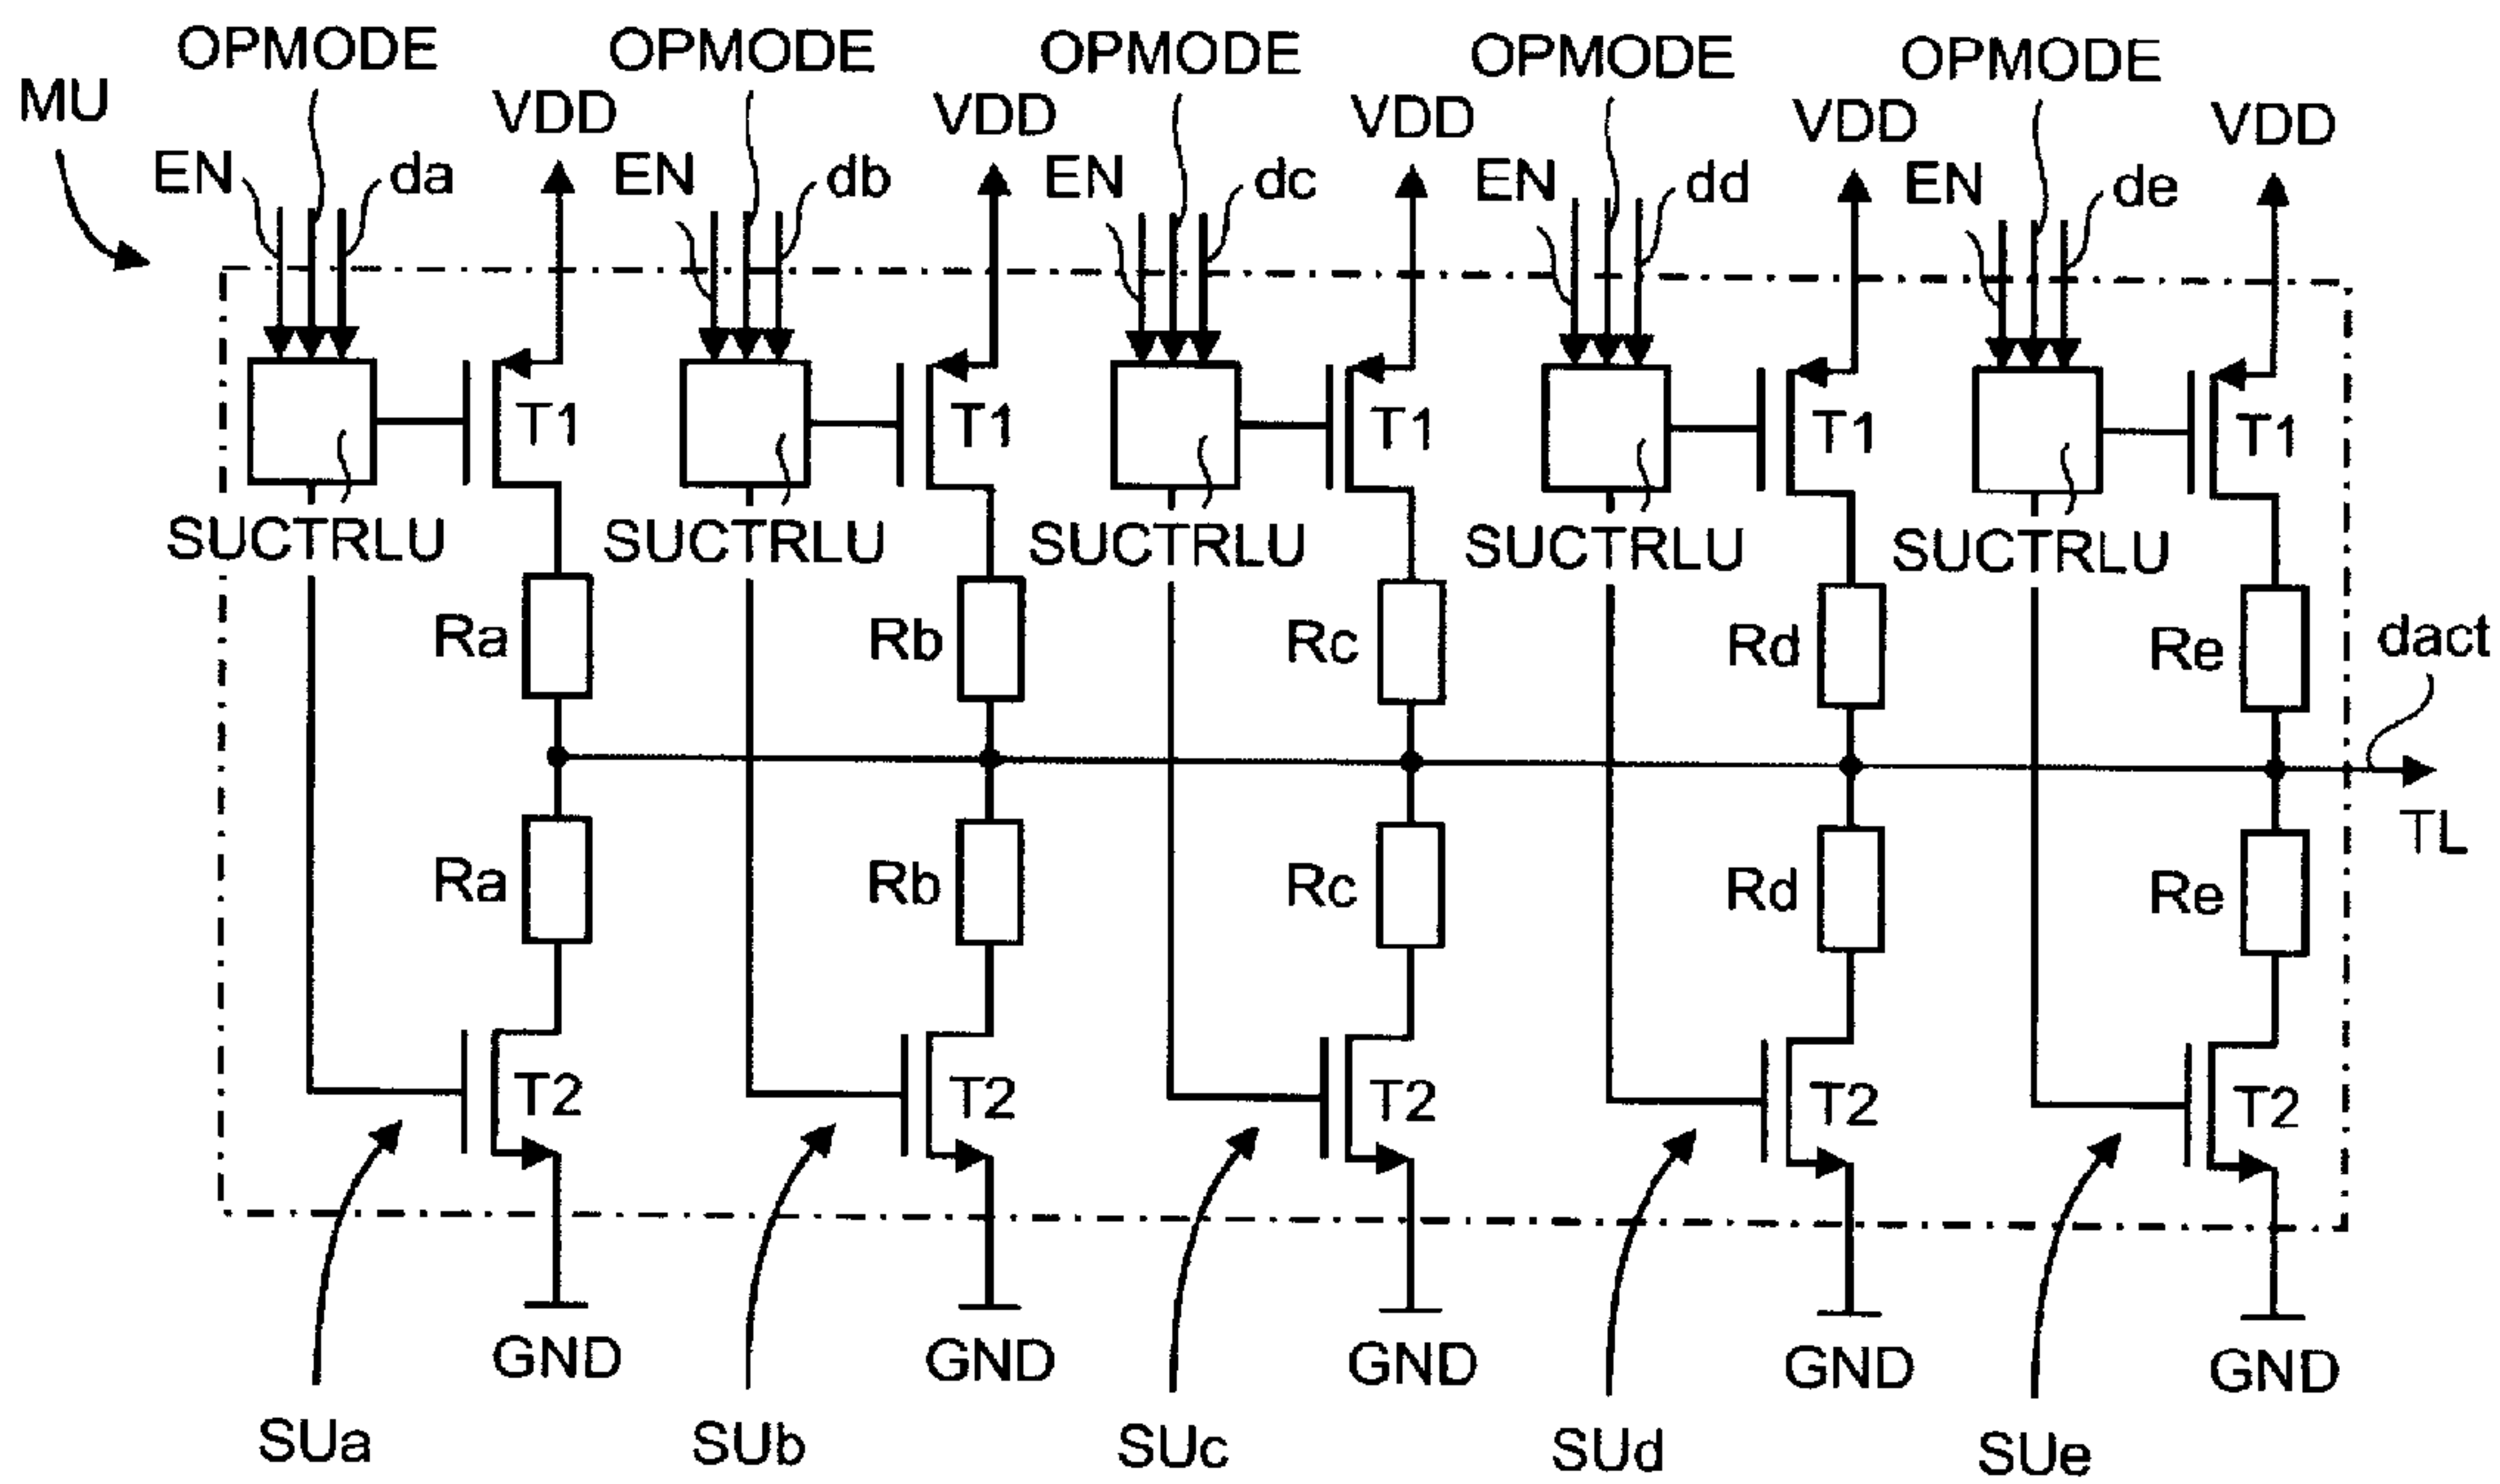 OPMODE OPMODE OPMODE OPMODE OPMODE
MU VDD VDD VDD VDD VDD
EN da EN db EN dc EN dd EN de
T1 T1 T1 T1 T1
SUCTRLU SUCTRLU SUCTRLU SUCTRLU SUCTRLU
Ra Rb Rc Rd Re dact
TL
Ra Rb Rc Rd Re
T2 T2 T2 T2 T2
GND GND GND GND GND
SUa SUb SUc SUd SUe